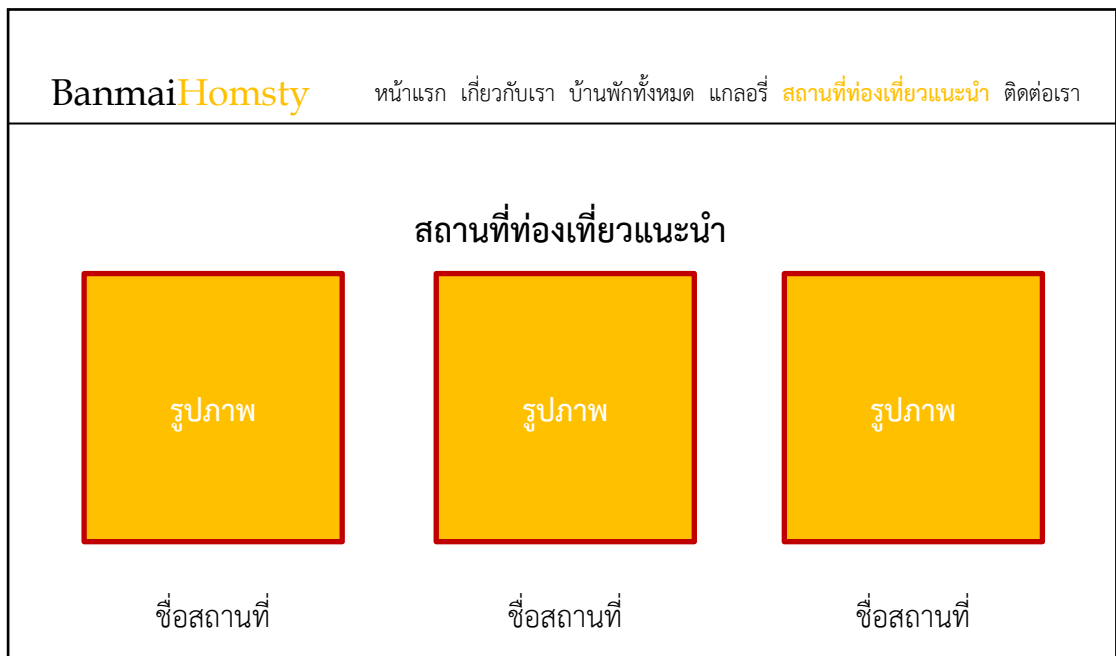 BanmaiHomsty หน้าแรก เกี่ยวกับเรา บ้านพักทั้งหมด แกลอรี่ สถานที่ท่องเที่ยวแนะนำ ติดต่อเรา
สถานที่ท่องเที่ยวแนะนำ
รูปภาพ รูปภาพ รูปภาพ
ชื่อสถานที่ ชื่อสถานที่ ชื่อสถานที่